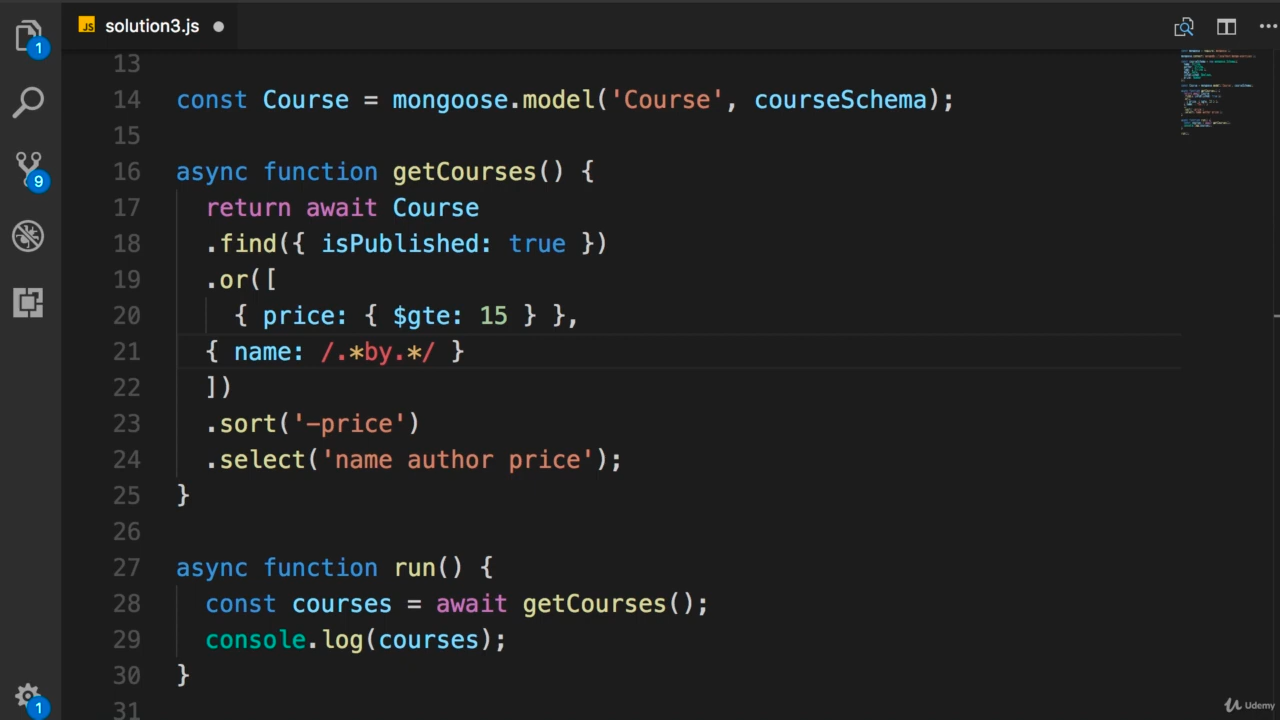 JS solution3.js
1
13
14 const Course = mongoose.model('Course', courseSchema);
15
16 async function getCourses() {
17 return await Course
18 .find({ isPublished: true })
19 .or([
20 { price: { $gte: 15 } },
9
21 { name: /.*by.*/ }
22 ])
23 .sort('-price')
24 .select('name author price');
25 }
26
27 async function run() {
28 const courses = await getCourses();
29 console.log(courses);
30 }
31
1
Udemy